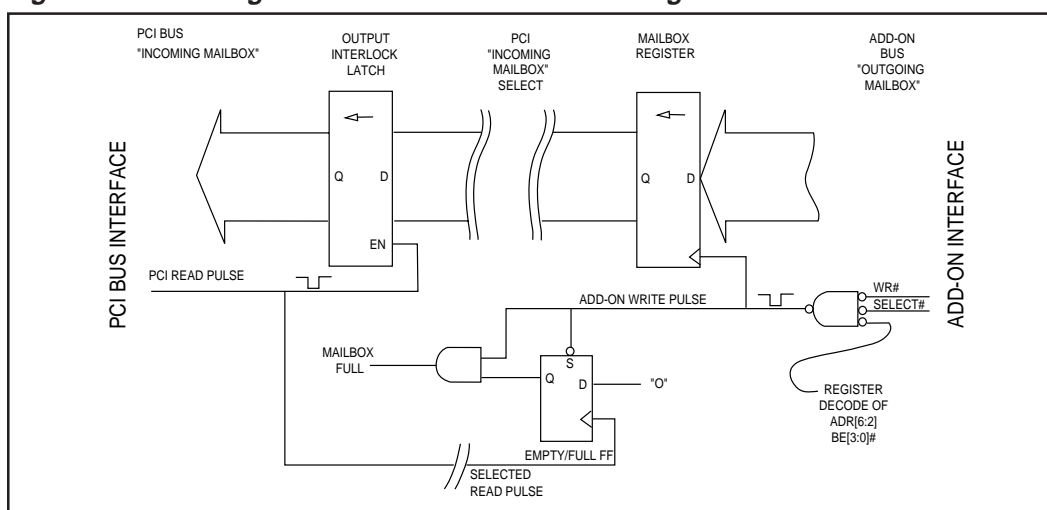 PCI BUS
"INCOMING MAILBOX"
OUTPUT
INTERLOCK
LATCH
PCI
"INCOMING
MAILBOX"
SELECT
MAILBOX
REGISTER
ADD-ON
BUS
"OUTGOING
MAILBOX"
PCI BUS INTERFACE
Q D
EN
Q D
ADD-ON INTERFACE
PCI READ PULSE
ADD-ON WRITE PULSE
WR#
SELECT#
MAILBOX
FULL
S
Q D
"O"
REGISTER
DECODE OF
ADR[6:2]
BE[3:0]#
EMPTY/FULL FF
SELECTED
READ PULSE